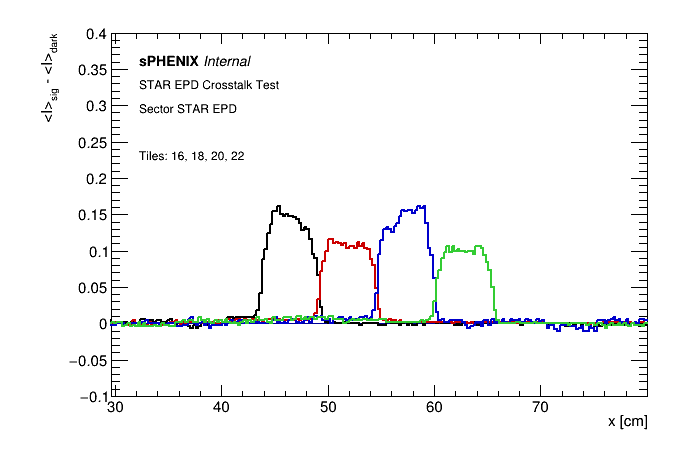 <I>sig - <I>dark
0.4
0.35
0.3
0.25
0.2
0.15
0.1
0.05
0
−0.05
−0.1
sPHENIX Internal
STAR EPD Crosstalk Test
Sector STAR EPD
Tiles: 16, 18, 20, 22
30 40 50 60 70
x [cm]